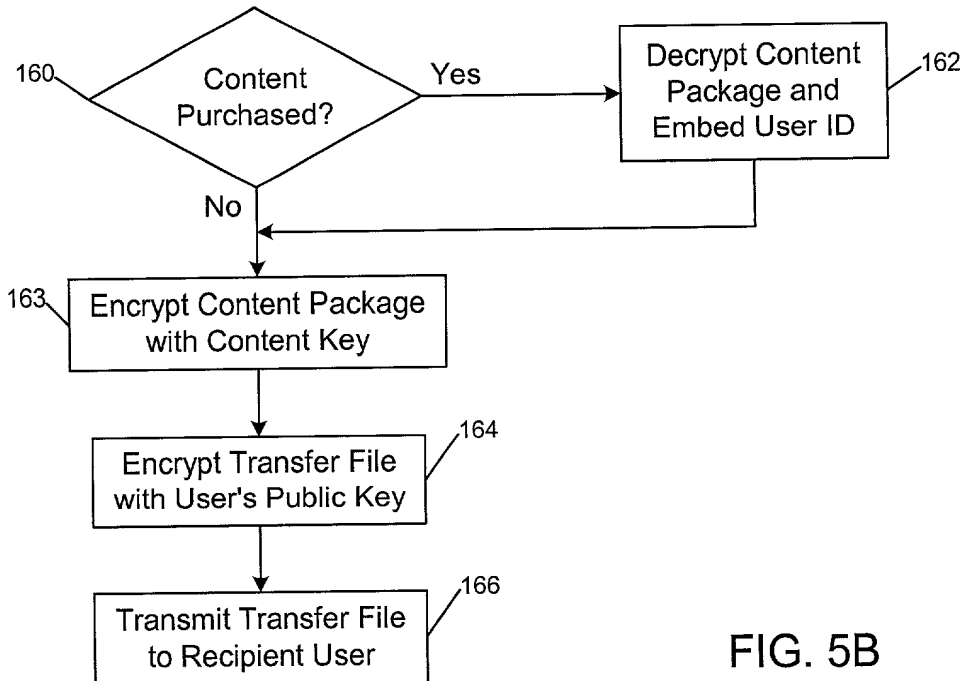 160
Content
Purchased?
Yes
Decrypt Content
Package and
Embed User ID
162
No
163
Encrypt Content Package
with Content Key
Encrypt Transfer File
with User's Public Key
164
Transmit Transfer File
to Recipient User
166
FIG. 5B